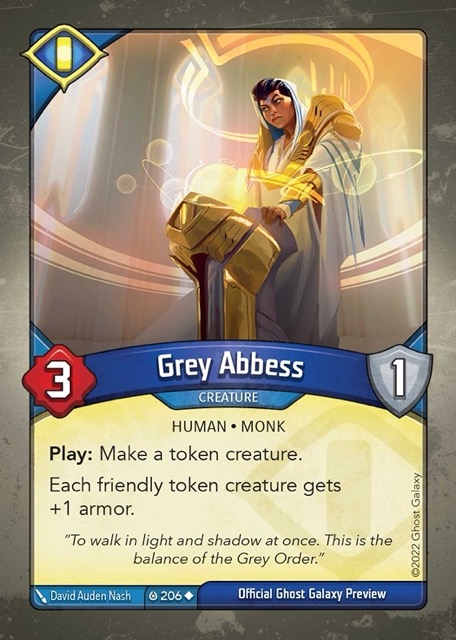 Grey Abbess
CREATURE
3
1
HUMAN • MONK
Play: Make a token creature.
Each friendly token creature gets
+1 armor.
"To walk in light and shadow at once. This is the
balance of the Grey Order."
©2022 Ghost Galaxy
David Auden Nash
206
Official Ghost Galaxy Preview